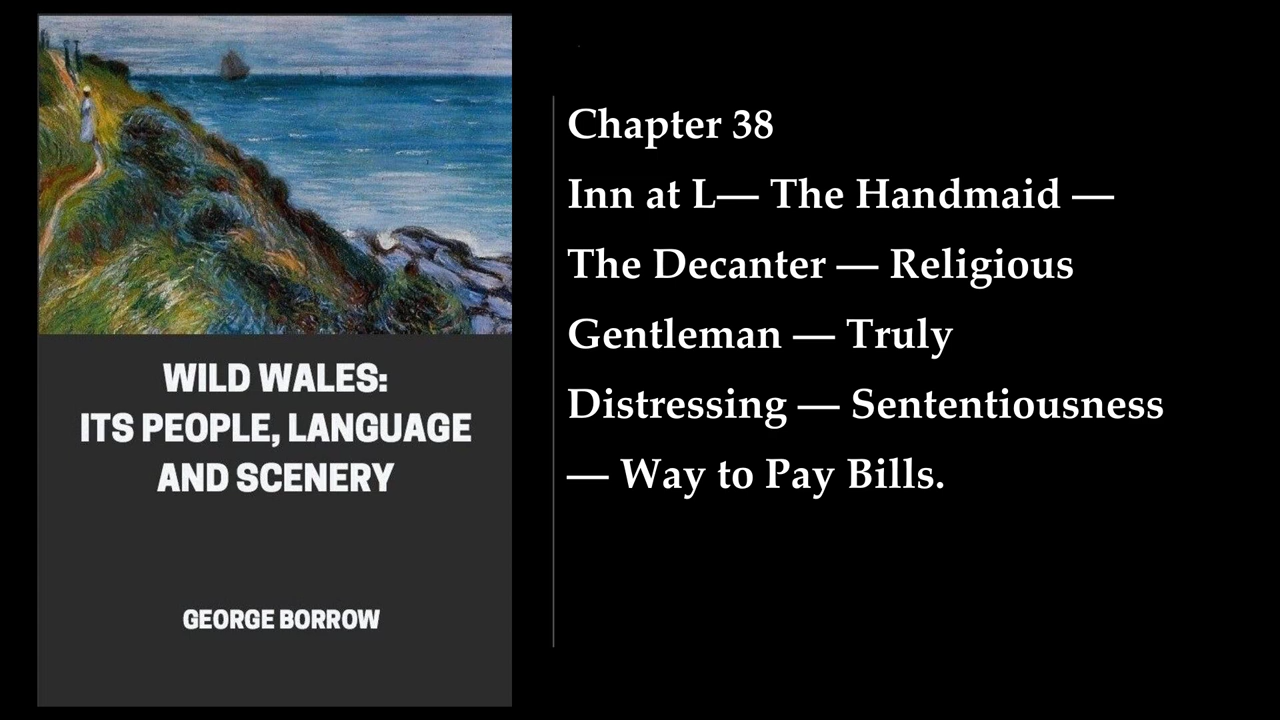 WILD WALES:
ITS PEOPLE, LANGUAGE
AND SCENERY
GEORGE BORROW
Chapter 38
Inn at L— The Handmaid —
The Decanter — Religious
Gentleman — Truly
Distressing — Sententiousness
— Way to Pay Bills.